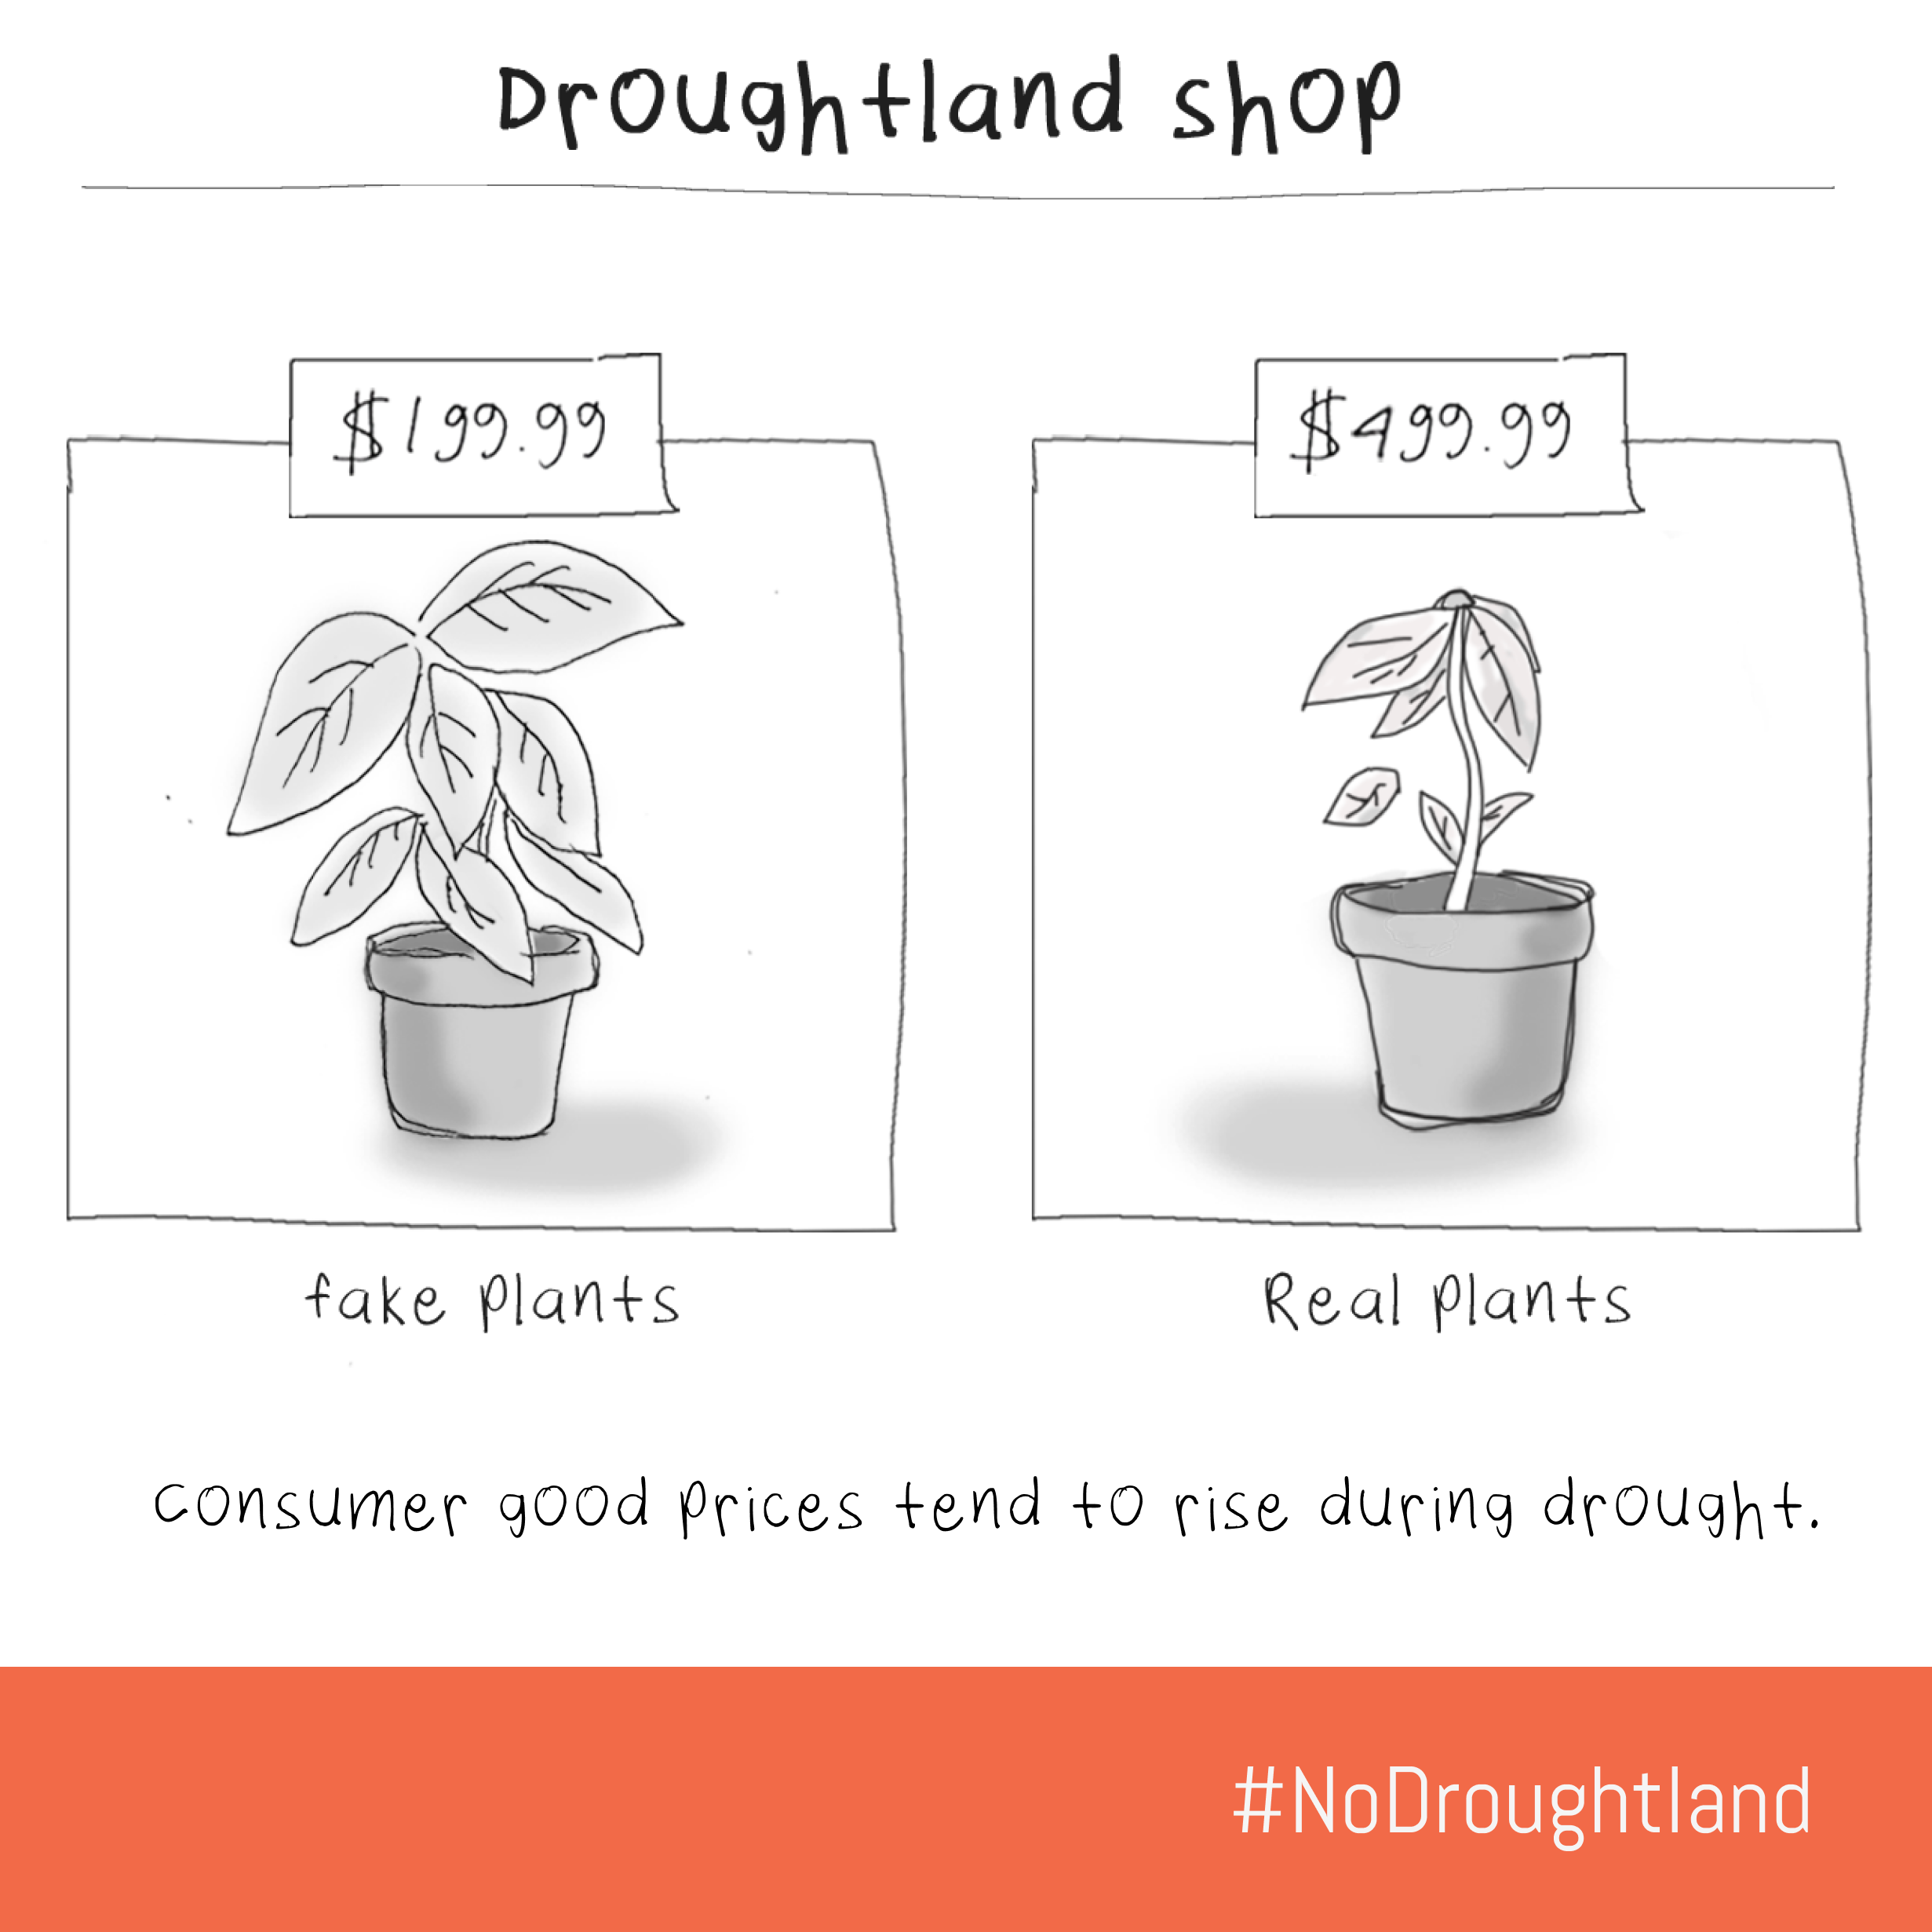 Droughtland shop
$199.99
$499.99
fake plants
Real plants
Consumer good prices tend to rise during drought.
#NoDroughtland